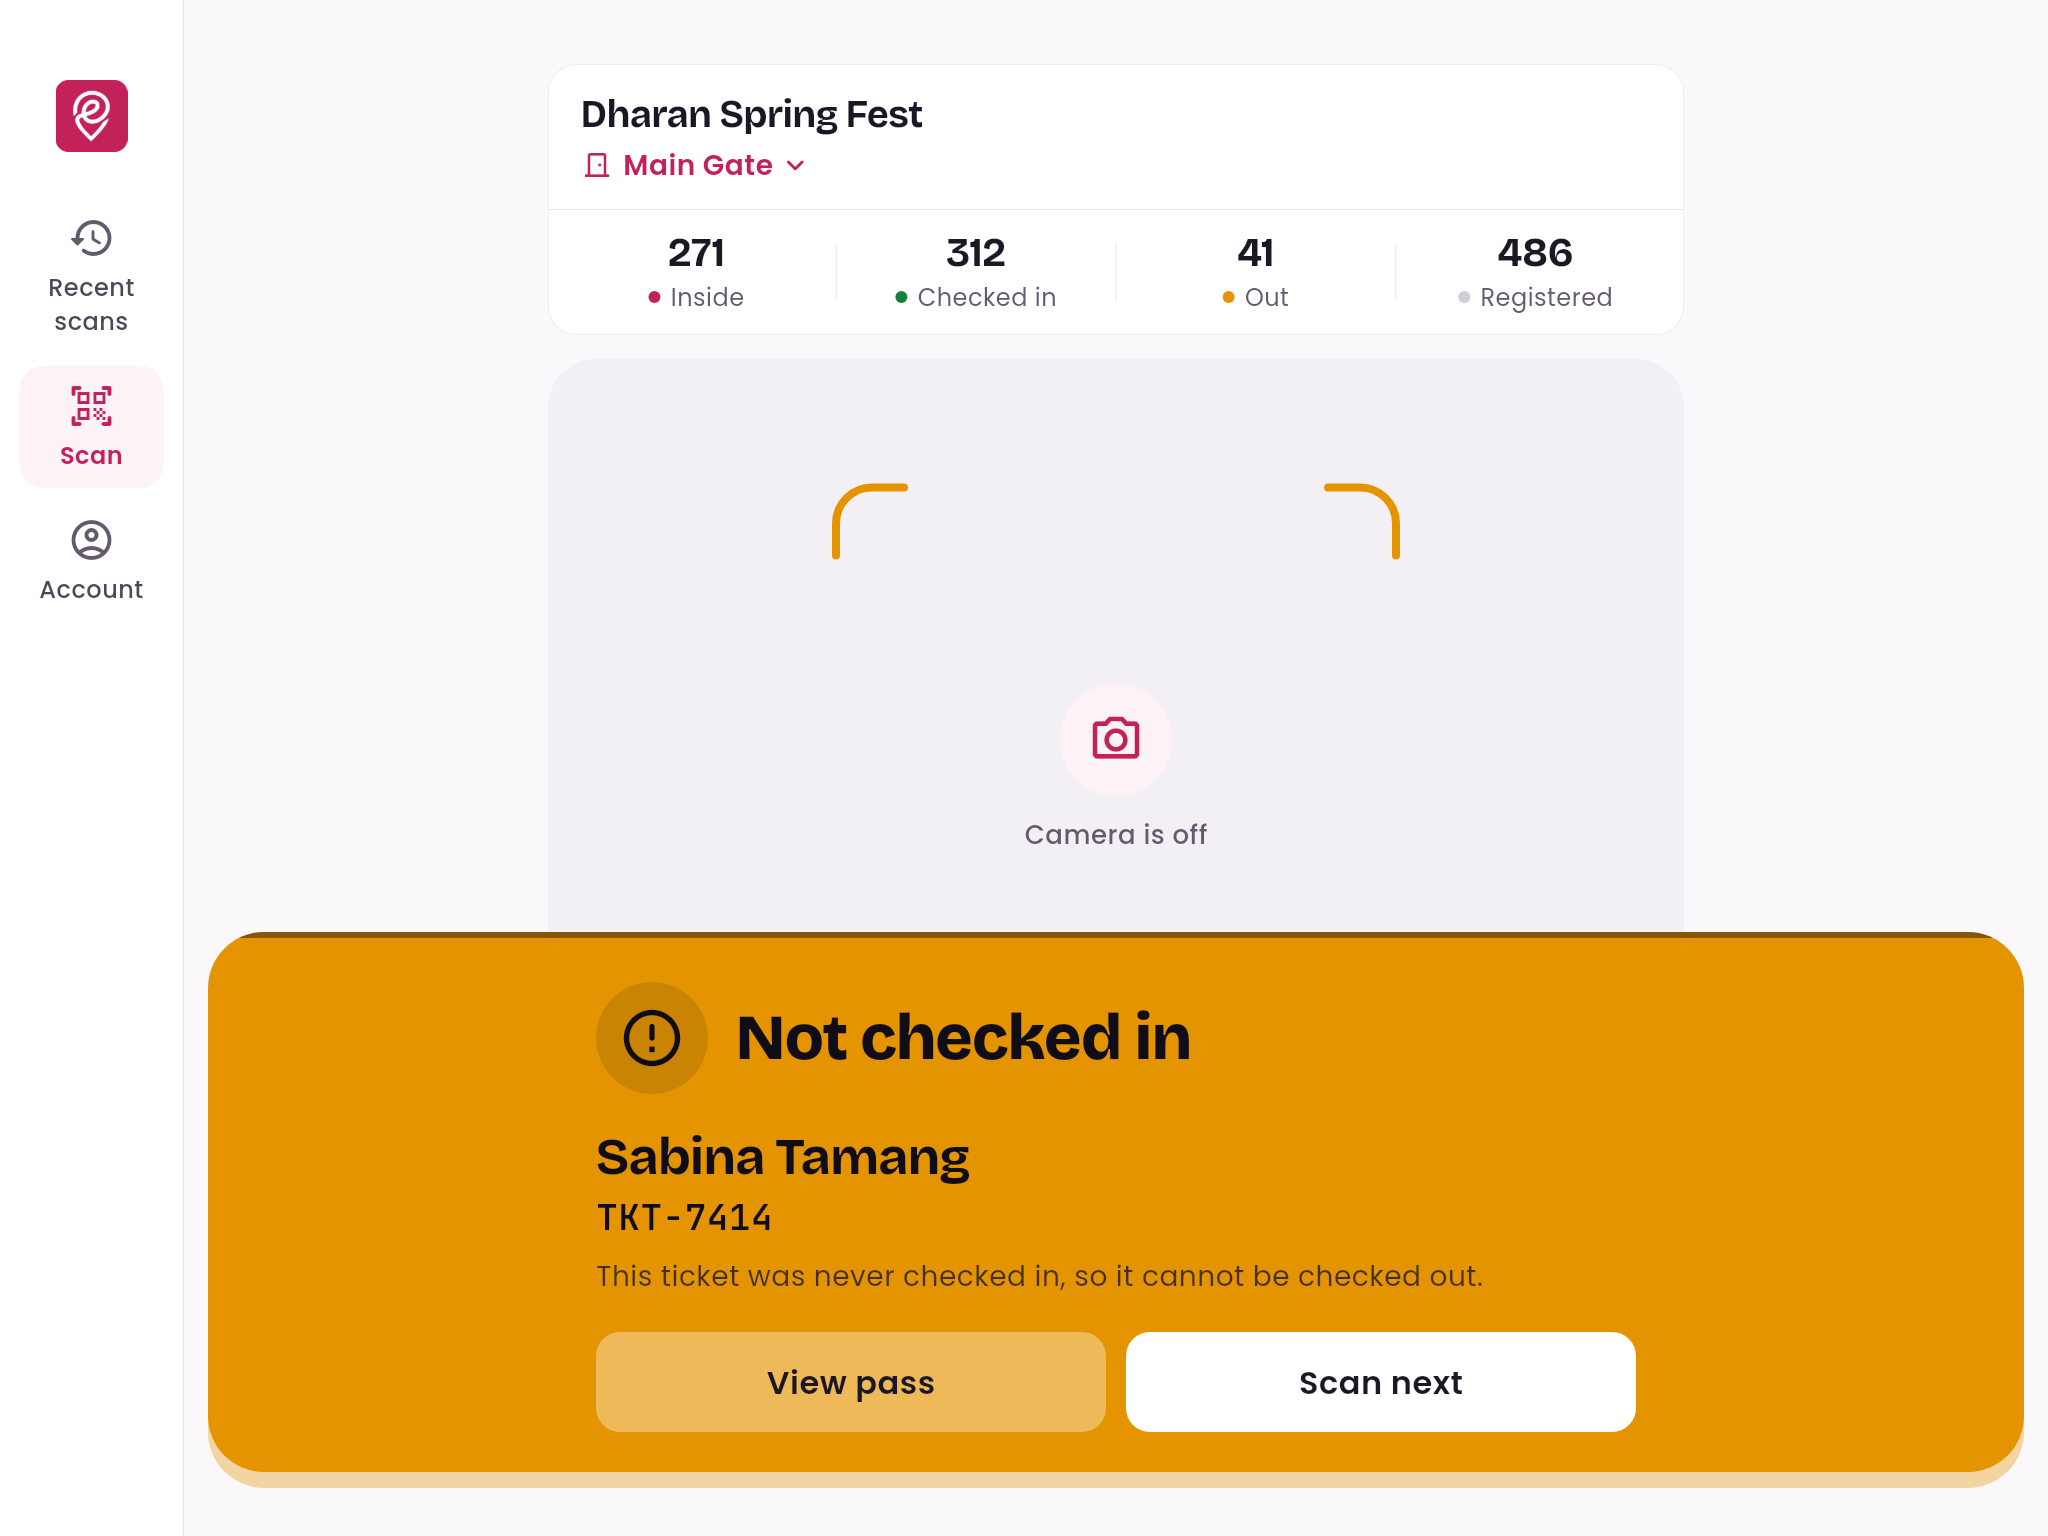 Dharan Spring Fest
Main Gate
271
Inside
312
Checked in
41
Out
486
Registered
Recent
scans
Scan
Account
Camera is off
Not checked in
Sabina Tamang
TKT-7414
This ticket was never checked in, so it cannot be checked out.
View pass
Scan next